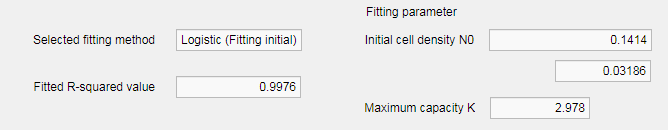 Fitting parameter
Selected fitting method Logistic (Fitting initial) Initial cell density N0 0.1414
0.03186
Fitted R-squared value 0.9976
Maximum capacity K 2.978